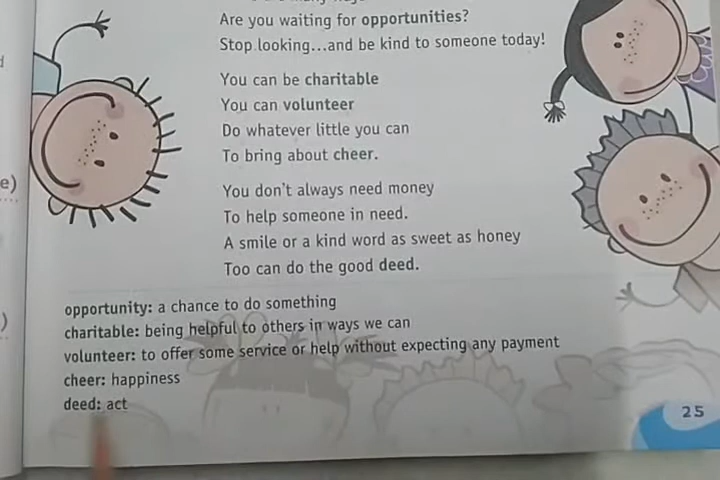 Are you waiting for opportunities?
Stop looking...and be kind to someone today!
You can be charitable
You can volunteer
Do whatever little you can
To bring about cheer.
You don't always need money
To help someone in need.
A smile or a kind word as sweet as honey
Too can do the good deed.
opportunity: a chance to do something
charitable: being helpful to others in ways we can
volunteer: to offer some service or help without expecting any payment
cheer: happiness
deed: act
25